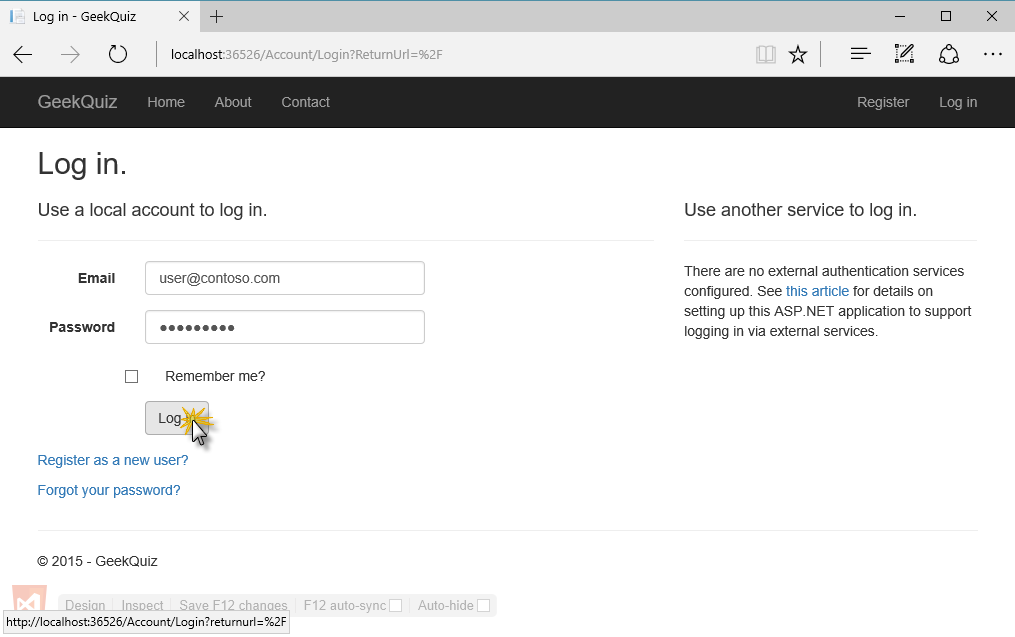 Log in - GeekQuiz
localhost:36526/Account/Login?ReturnUrl=%2F
GeekQuiz Home About Contact Register Log in
Log in.
Use a local account to log in.
Email user@contoso.com
Password
Remember me?
Log
Register as a new user?
Forgot your password?
Use another service to log in.
There are no external authentication services
configured. See this article for details on
setting up this ASP.NET application to support
logging in via external services.
© 2015 - GeekQuiz
Design Inspect Save F12 changes F12 auto-sync Auto-hide
http://localhost:36526/Account/Login?returnurl=%2F